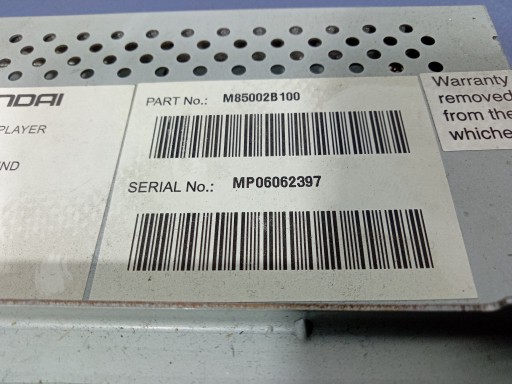 NDAI
PLAYER
ND
PART No.: M85002B100
SERIAL No.: MP06062397
Warranty
removed
from the
whiche